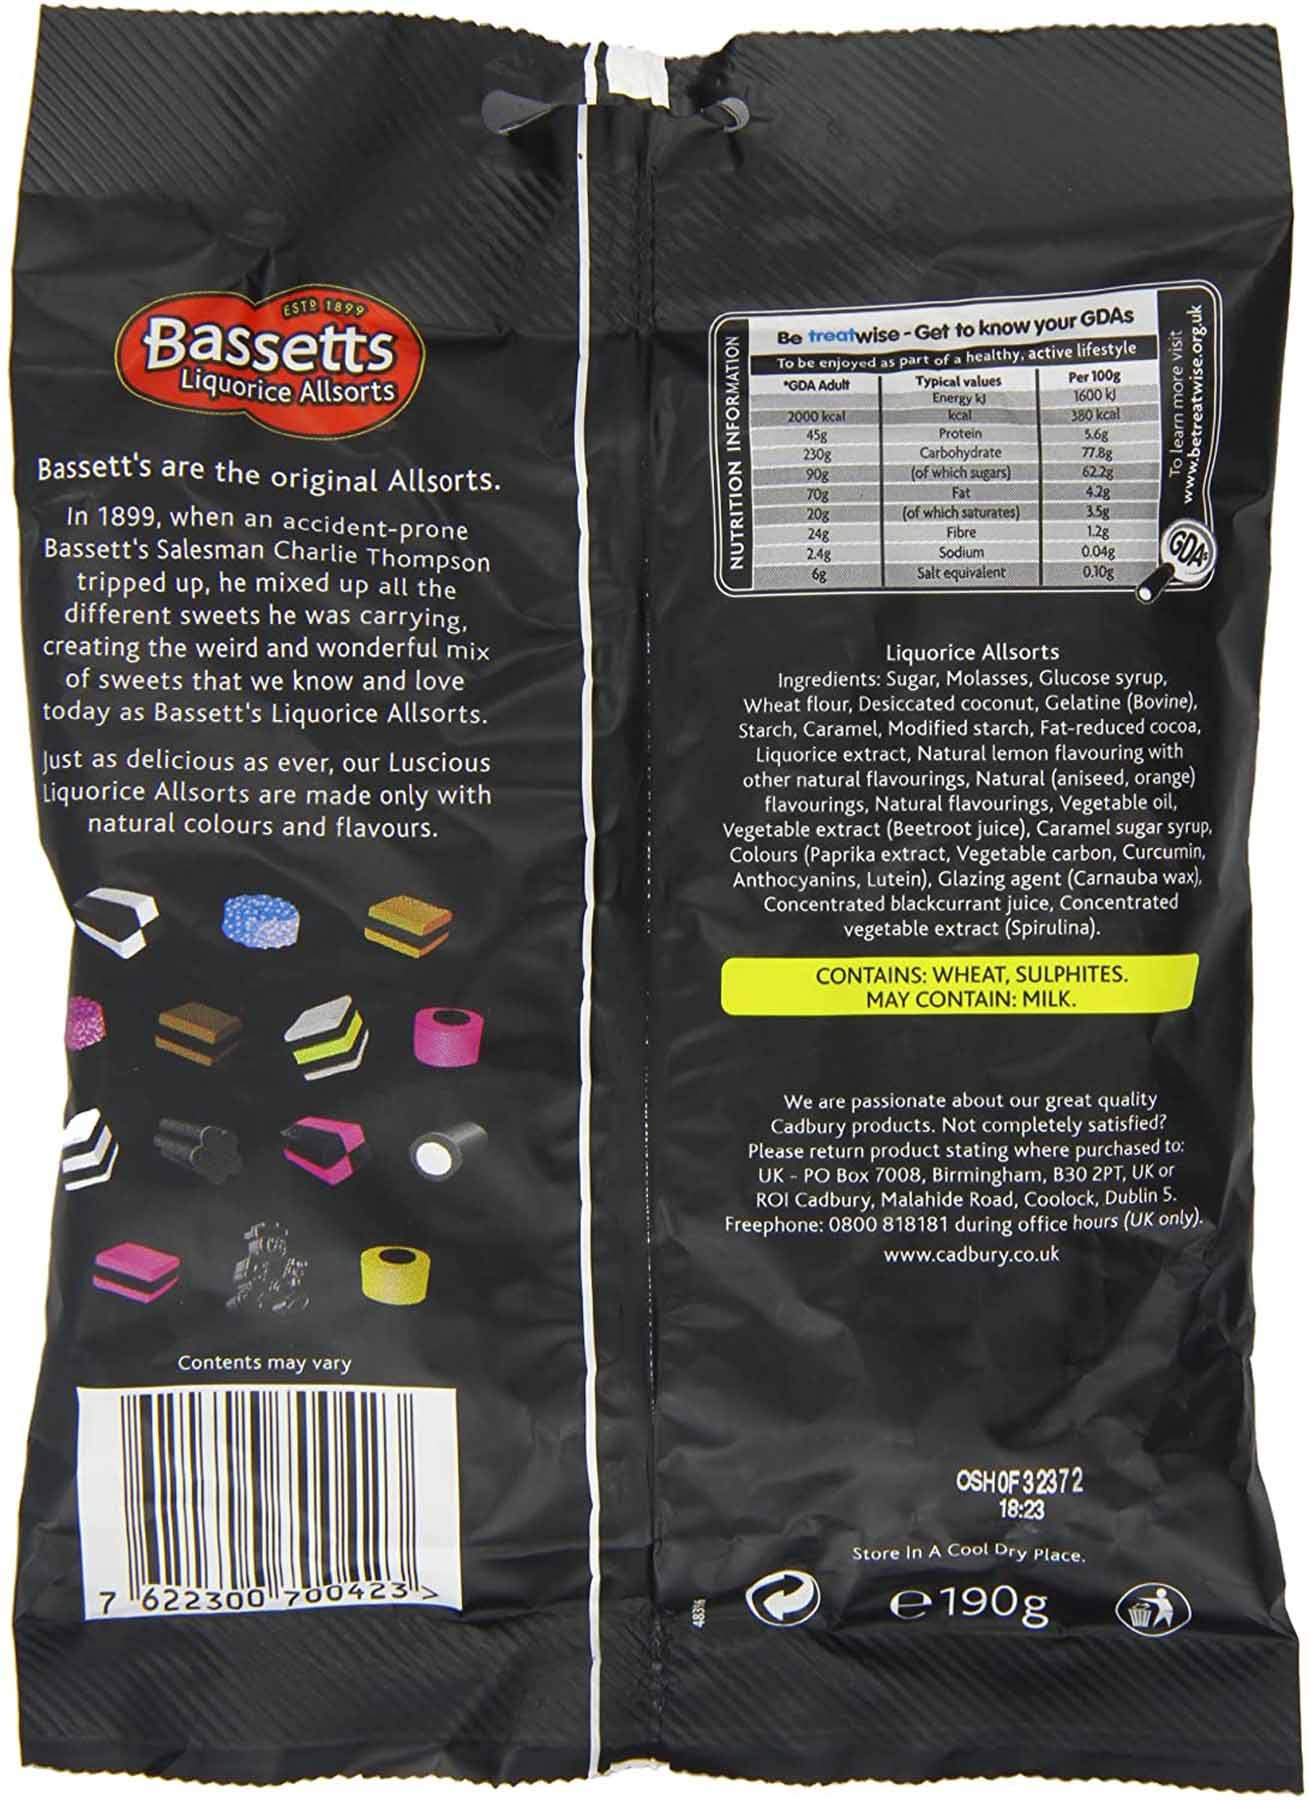 ESTD 1899
Bassetts
Liquorice Allsorts
Bassett's are the original Allsorts.
In 1899, when an accident-prone
Bassett's Salesman Charlie Thompson
tripped up, he mixed up all the
different sweets he was carrying,
creating the weird and wonderful mix
of sweets that we know and love
today as Bassett's Liquorice Allsorts.
Just as delicious as ever, our Luscious
Liquorice Allsorts are made only with
natural colours and flavours.
Contents may vary
7 622300 700423 >
NUTRITION INFORMATION
Be treatwise - Get to know your GDAs
To be enjoyed as part of a healthy, active lifestyle
*GDA Adult Typical values Per 100g
Energy kJ 1600 kJ
2000 kcal kcal 380 kcal
45g Protein 5.6g
230g Carbohydrate 77.8g
90g (of which sugars) 62.2g
70g Fat 4.2g
20g (of which saturates) 3.5g
24g Fibre 1.2g
2.4g Sodium 0.04g
6g Salt equivalent 0.10g
To learn more visit
www.betreatwise.org.uk
GDAs
Liquorice Allsorts
Ingredients: Sugar, Molasses, Glucose syrup,
Wheat flour, Desiccated coconut, Gelatine (Bovine),
Starch, Caramel, Modified starch, Fat-reduced cocoa,
Liquorice extract, Natural lemon flavouring with
other natural flavourings, Natural (aniseed, orange)
flavourings, Natural flavourings, Vegetable oil,
Vegetable extract (Beetroot juice), Caramel sugar syrup,
Colours (Paprika extract, Vegetable carbon, Curcumin,
Anthocyanins, Lutein), Glazing agent (Carnauba wax),
Concentrated blackcurrant juice, Concentrated
vegetable extract (Spirulina).
CONTAINS: WHEAT, SULPHITES.
MAY CONTAIN: MILK.
We are passionate about our great quality
Cadbury products. Not completely satisfied?
Please return product stating where purchased to:
UK - PO Box 7008, Birmingham, B30 2PT, UK or
ROI Cadbury, Malahide Road, Coolock, Dublin 5.
Freephone: 0800 818181 during office hours (UK only).
www.cadbury.co.uk
OSH0F32372
18:23
Store In A Cool Dry Place.
℮190g